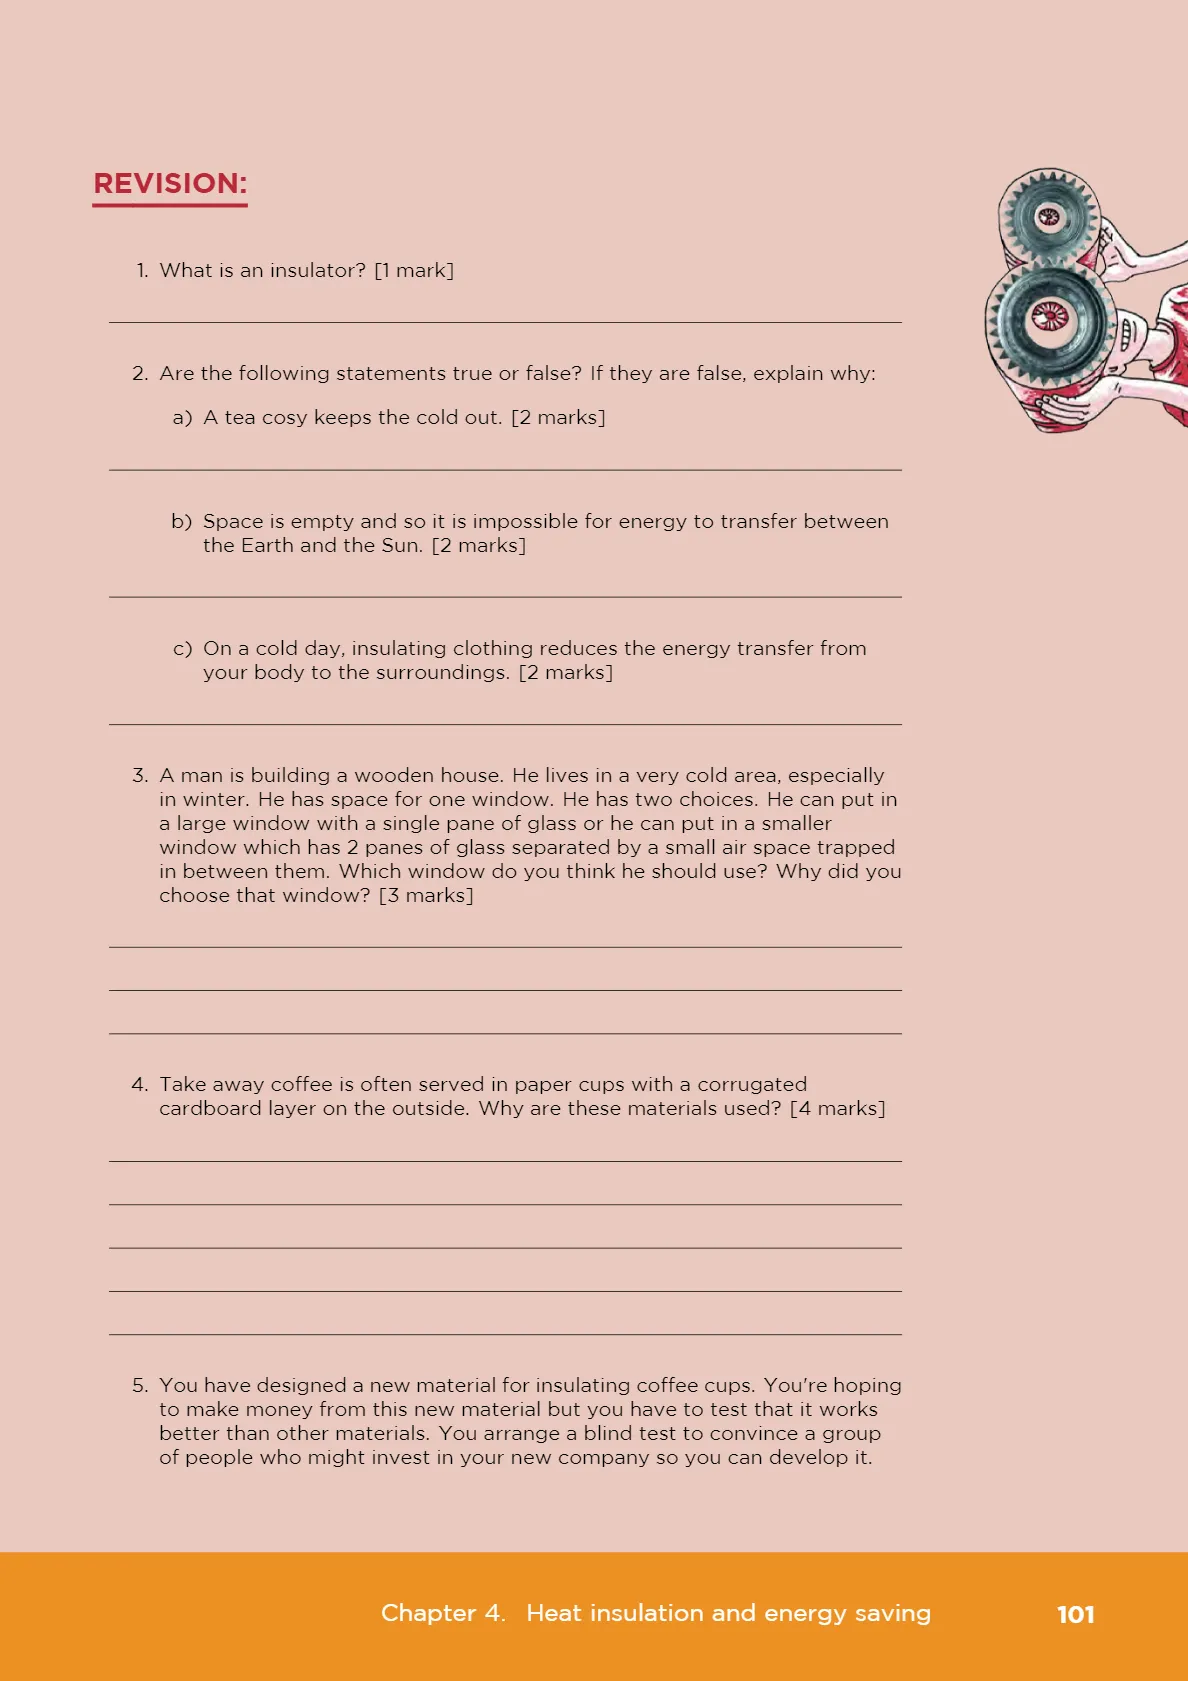 REVISION:
1. What is an insulator? [1 mark]
2. Are the following statements true or false? If they are false, explain why:
a) A tea cosy keeps the cold out. [2 marks]
b) Space is empty and so it is impossible for energy to transfer between
the Earth and the Sun. [2 marks]
c) On a cold day, insulating clothing reduces the energy transfer from
your body to the surroundings. [2 marks]
3. A man is building a wooden house. He lives in a very cold area, especially
in winter. He has space for one window. He has two choices. He can put in
a large window with a single pane of glass or he can put in a smaller
window which has 2 panes of glass separated by a small air space trapped
in between them. Which window do you think he should use? Why did you
choose that window? [3 marks]
4. Take away coffee is often served in paper cups with a corrugated
cardboard layer on the outside. Why are these materials used? [4 marks]
5. You have designed a new material for insulating coffee cups. You're hoping
to make money from this new material but you have to test that it works
better than other materials. You arrange a blind test to convince a group
of people who might invest in your new company so you can develop it.
Chapter 4. Heat insulation and energy saving 101